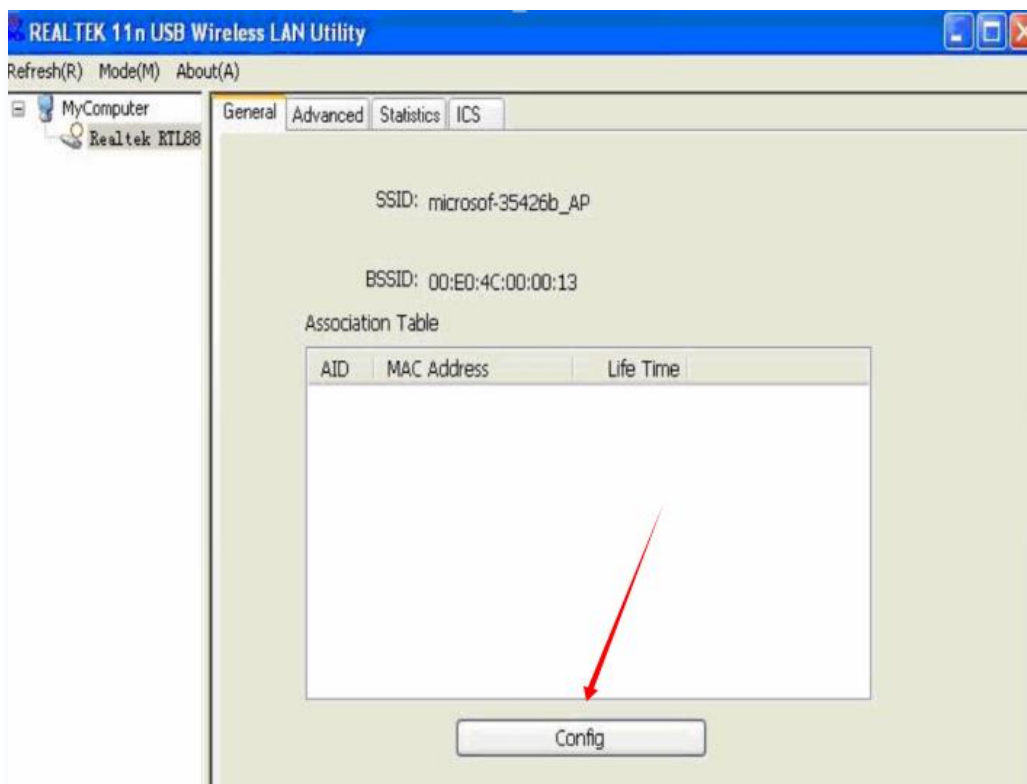 REALTEK 11n USB Wireless LAN Utility
Refresh(R) Mode(M) About(A)
MyComputer
Realtek RTL88
General Advanced Statistics ICS
SSID: microsof-35426b_AP
BSSID: 00:E0:4C:00:00:13
Association Table
AID MAC Address Life Time
Config